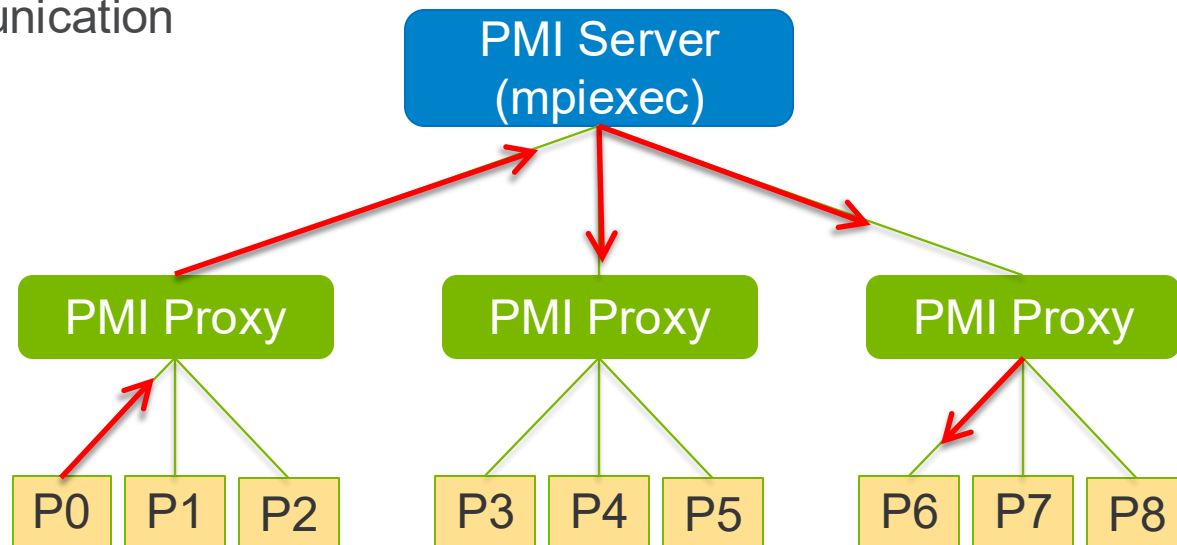 unication
PMI Server
(mpiexec)
PMI Proxy PMI Proxy PMI Proxy
P0 P1 P2 P3 P4 P5 P6 P7 P8